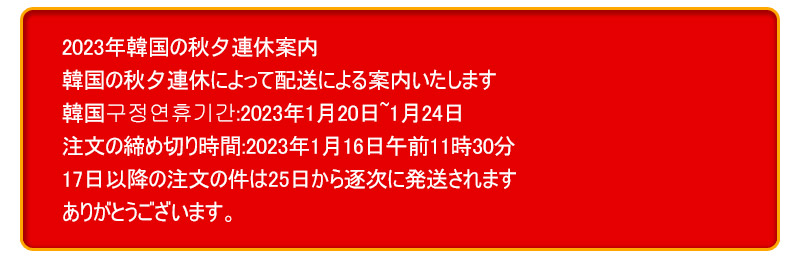 2023年韓国の秋夕連休案内
韓国の秋夕連休によって配送による案内いたします
韓国구정연휴기간:2023年1月20日~1月24日
注文の締め切り時間:2023年1月16日午前11時30分
17日以降の注文の件は25日から逐次に発送されます
ありがとうございます。